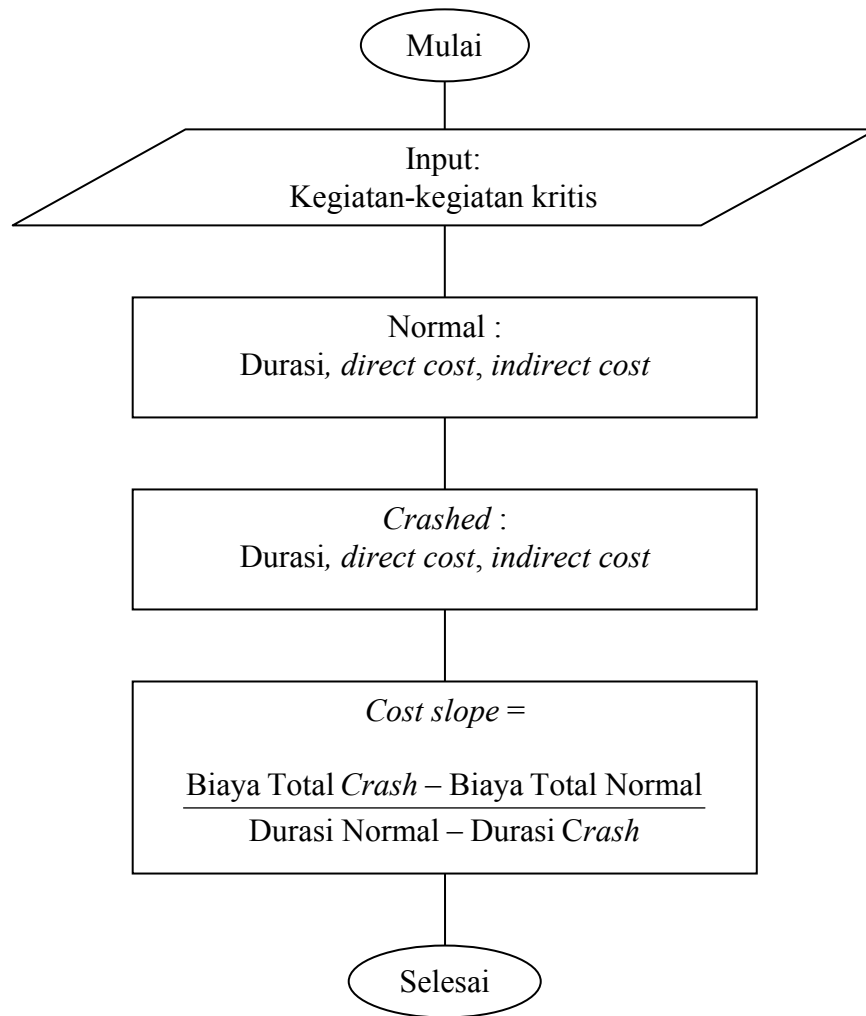 Mulai
Input:
Kegiatan-kegiatan kritis
Normal :
Durasi, direct cost, indirect cost
Crashed :
Durasi, direct cost, indirect cost
Cost slope =
Biaya Total Crash – Biaya Total Normal
Durasi Normal – Durasi Crash
Selesai